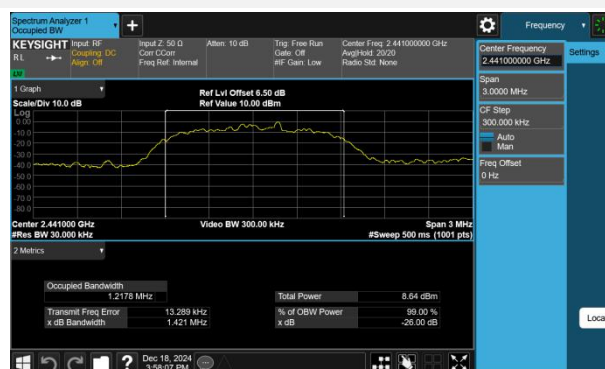 Spectrum Analyzer 1
Occupied BW
Frequency
KEYSIGHT
Input: RF
Coupling: DC
Align: Off
Input Z: 50 Ω
Corr CCorr
Freq Ref: Internal
Atten: 10 dB
Trig: Free Run
Gate: Off
#IF Gain: Low
Center Freq: 2.441000000 GHz
Avg|Hold: 20/20
Radio Std: None
RL
LXI
Center Frequency
2.441000000 GHz
Settings
Span
3.0000 MHz
CF Step
300.000 kHz
Auto
Man
Freq Offset
0 Hz
Loca
1 Graph
Scale/Div 10.0 dB
Ref Lvl Offset 6.50 dB
Ref Value 10.00 dBm
Log
0.00
-10.0
-20.0
-30.0
-40.0
-50.0
-60.0
-70.0
-80.0
Center 2.441000 GHz
#Res BW 30.000 kHz
Video BW 300.00 kHz
Span 3 MHz
#Sweep 500 ms (1001 pts)
2 Metrics
Occupied Bandwidth
1.2178 MHz
Transmit Freq Error 13.289 kHz
x dB Bandwidth 1.421 MHz
Total Power 8.64 dBm
% of OBW Power 99.00 %
x dB -26.00 dB
?
Dec 18, 2024
3:58:07 PM